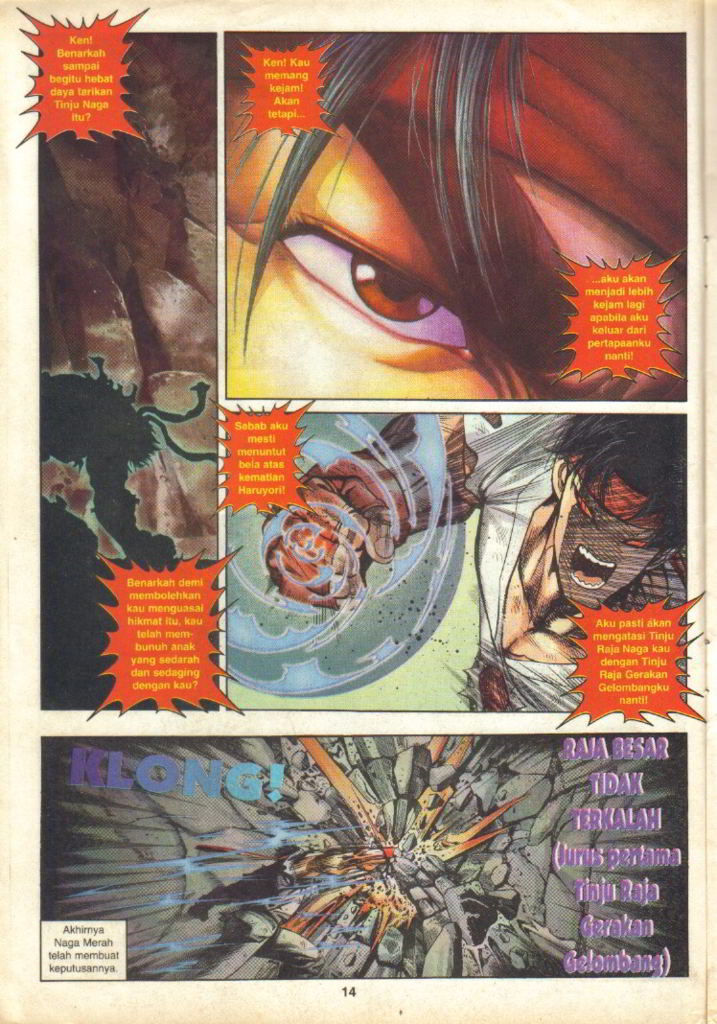 Ken!
Benarkah
sampai
begitu hebat
daya tarikan
Tinju Naga
itu?
Ken! Kau
memang
kejam!
Akan
tetapi...
...aku akan
menjadi lebih
kejam lagi
apabila aku
keluar dari
pertapaanku
nanti!
Sebab aku
mesti
menuntut
bela atas
kematian
Haruyori!
Benarkah demi
membolehkan
kau menguasai
hikmat itu, kau
telah mem-
bunuh anak
yang sedarah
dan sedaging
dengan kau?
Aku pasti akan
mengatasi Tinju
Raja Naga kau
dengan Tinju
Raja Gerakan
Gelombangku
nanti!
KLONG!
RAJA BESAR
TIDAK
TERKALAH
(Jurus pertama
Tinju Raja
Gerakan
Gelombang)
Akhirnya
Naga Merah
telah membuat
keputusannya.
14